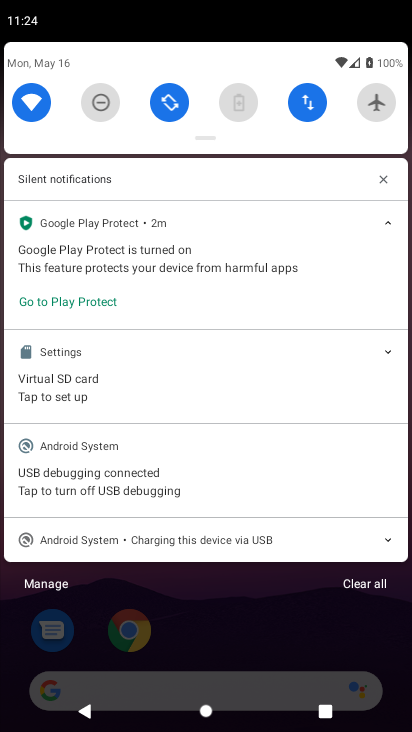 11:24
Mon, May 16
100%
Silent notifications
Google Play Protect • 2m
Google Play Protect is turned on
This feature protects your device from harmful apps
Go to Play Protect
Settings
Virtual SD card
Tap to set up
Android System
USB debugging connected
Tap to turn off USB debugging
Android System • Charging this device via USB
Manage
Clear all